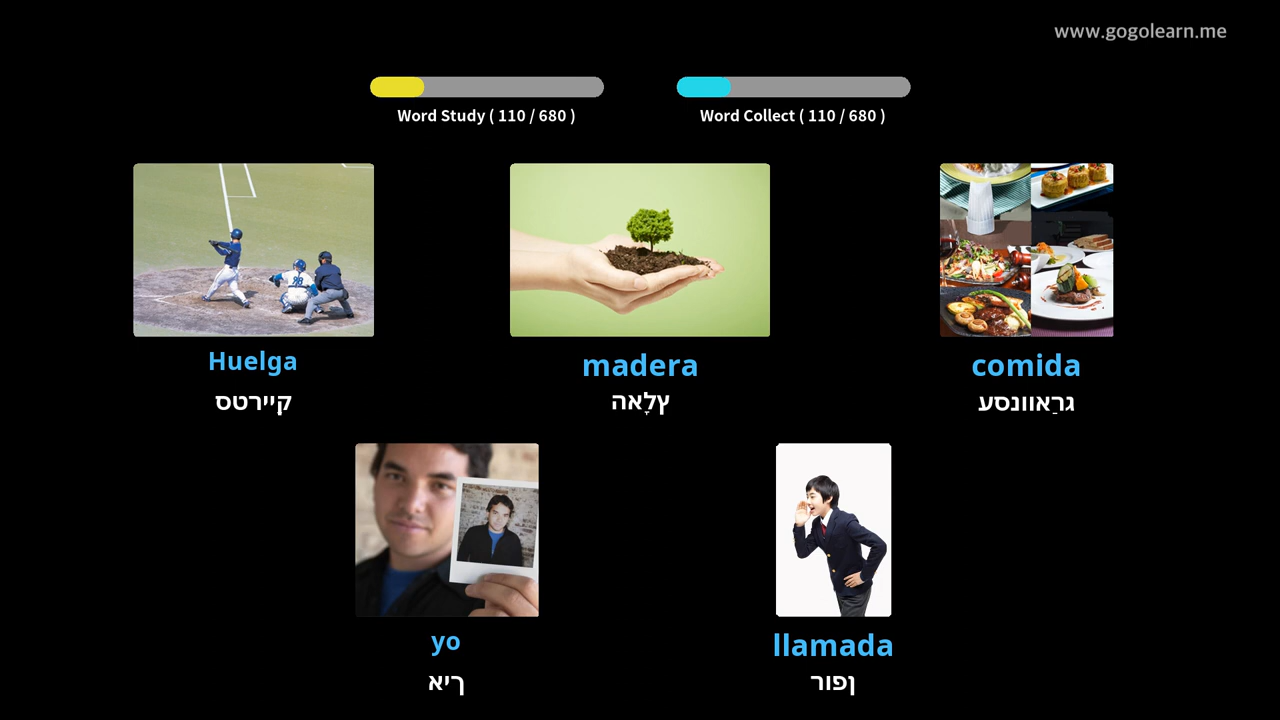 www.gogolearn.me
Word Study ( 110 / 680 )
Word Collect ( 110 / 680 )
Huelga
קיירטס
madera
ץלָאה
comida
גרַאוונסע
yo
ךיא
llamada
ןפור